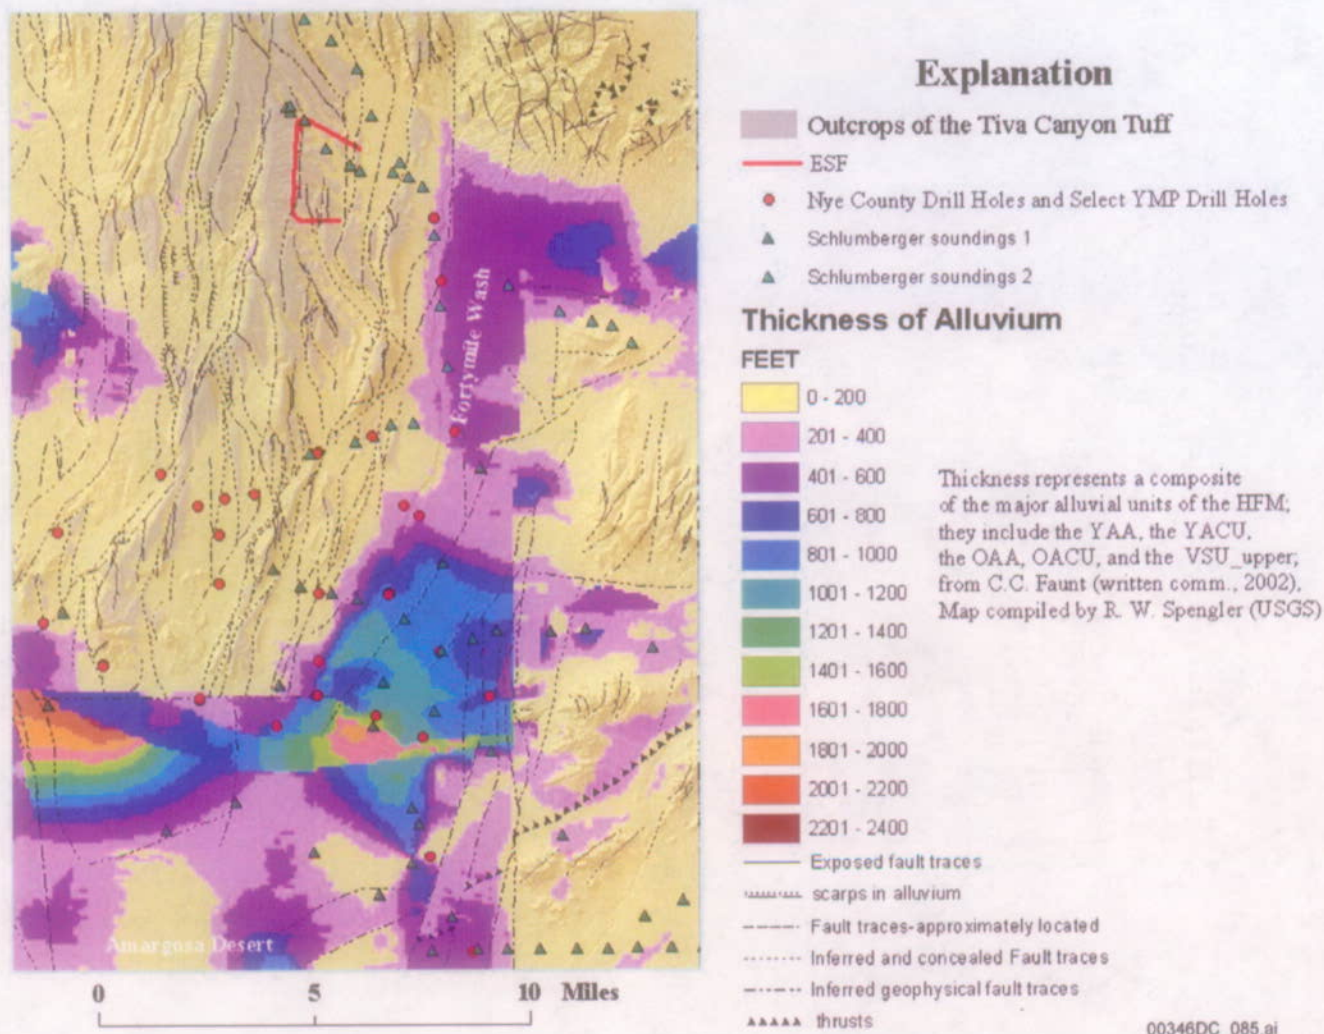 Fortymite Wash
Amargosa Desert
0 5 10 Miles
Explanation
Outcrops of the Tiva Canyon Tuff
ESF
Nye County Drill Holes and Select YMP Drill Holes
Schlumberger soundings 1
Schlumberger soundings 2
Thickness of Alluvium
FEET
0 - 200
201 - 400
401 - 600
601 - 800
801 - 1000
1001 - 1200
1201 - 1400
1401 - 1600
1601 - 1800
1801 - 2000
2001 - 2200
2201 - 2400
Thickness represents a composite
of the major alluvial units of the HFM;
they include the YAA, the YACU,
the OAA, OACU, and the VSU_upper;
from C.C. Faunt (written comm., 2002),
Map compiled by R. W. Spengler (USGS)
Exposed fault traces
scarps in alluvium
Fault traces-approximately located
Inferred and concealed Fault traces
Inferred geophysical fault traces
thrusts
00346DC_085.ai